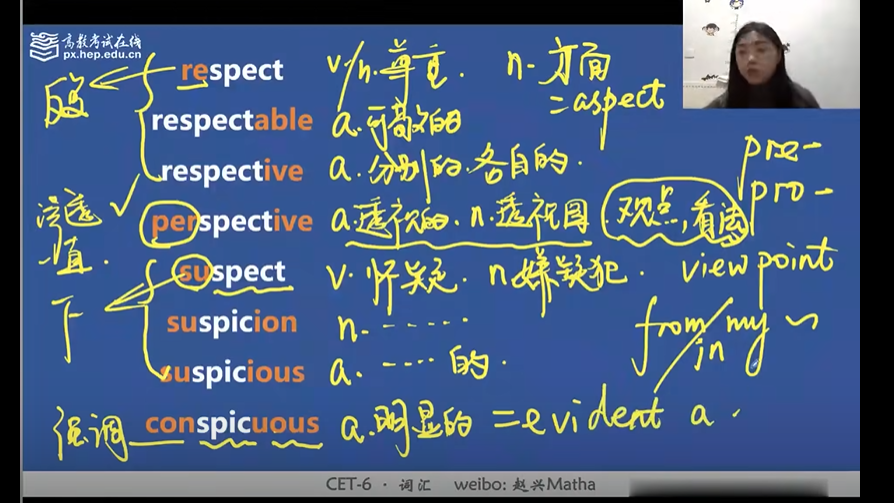 高教考试在线
px.hep.edu.cn
respect v/n. 尊重. n. 方面
= aspect
反复
respectable a. 可敬的
respective a. 分别的. 各自的.
pre-
pro-
渗透 ✓
一直.
perspective a. 透视的. n. 透视图. 观点, 看法
viewpoint
suspect v. 怀疑. n 嫌疑犯.
下
from/in my ~
suspicion n. ......
suspicious a. .... 的.
强调 conspicuous a. 明显的 = evident a.
CET-6 · 词汇 weibo: 赵兴Matha